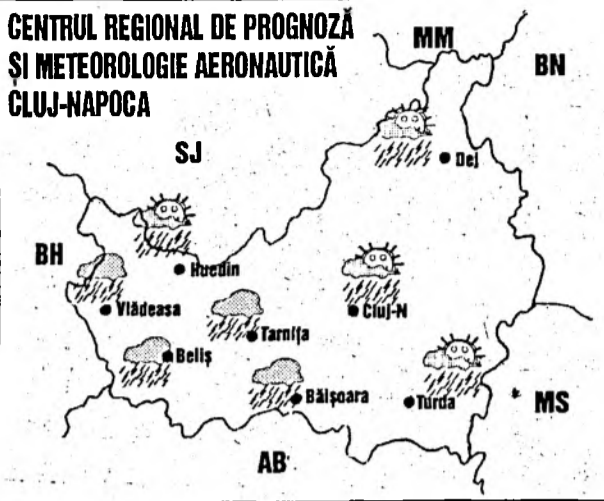 CENTRUL REGIONAL DE PROGNOZĂ
ȘI METEOROLOGIE AERONAUTICĂ
CLUJ-NAPOCA
MM
BN
SJ
Dej
BH
Huedin
Vlădeasa
Cluj-N
Tarnița
Beliș
Băișoara
Turda
MS
AB